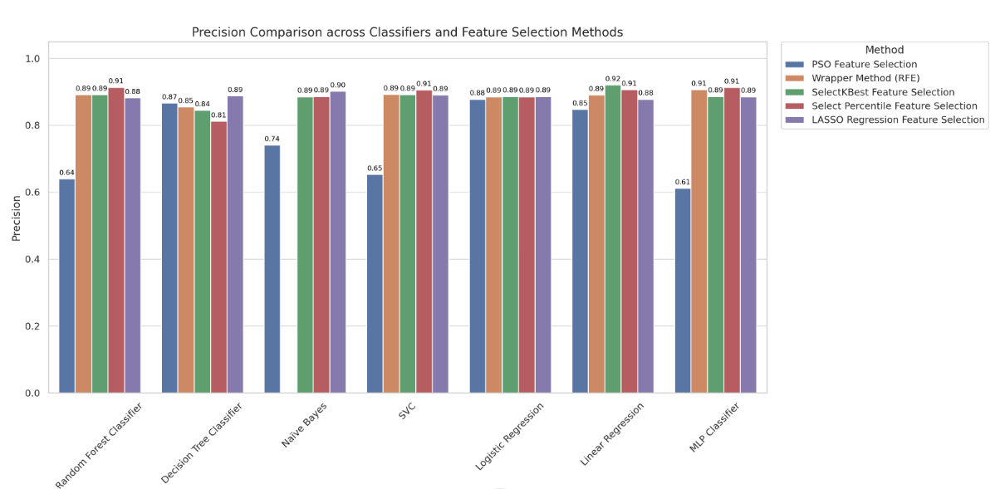 Precision Comparison across Classifiers and Feature Selection Methods
Method
PSO Feature Selection
Wrapper Method (RFE)
SelectKBest Feature Selection
Select Percentile Feature Selection
LASSO Regression Feature Selection
Precision
1.0
0.8
0.6
0.4
0.2
0.0
0.64 0.89 0.89 0.91 0.88
0.87 0.85 0.84 0.81 0.89
0.74 0.89 0.89 0.90
0.65 0.89 0.89 0.91 0.89
0.88 0.89 0.89 0.89 0.89
0.85 0.89 0.92 0.91 0.88
0.61 0.91 0.89 0.91 0.89
Random Forest Classifier
Decision Tree Classifier
Naïve Bayes
SVC
Logistic Regression
Linear Regression
MLP Classifier